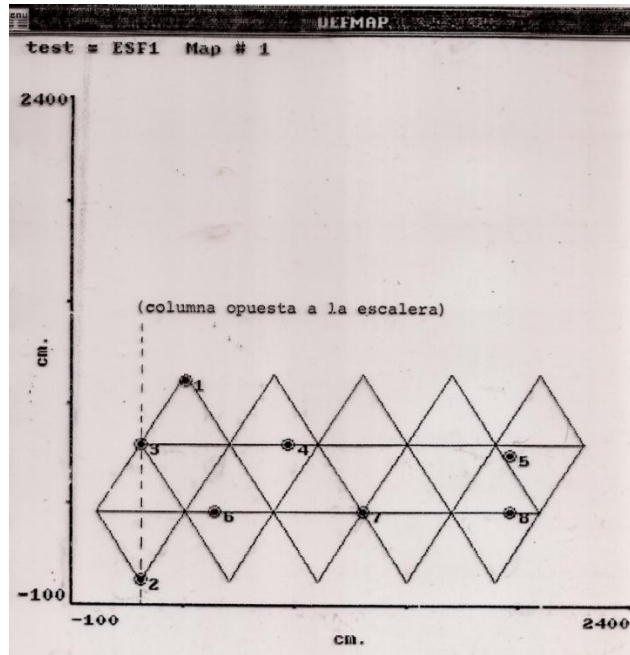 DEFMAP
test = ESF1 Map # 1
2400
(columna opuesta a la escalera)
cm.
1
3
4
5
6
7
8
2
-100
-100
2400
cm.